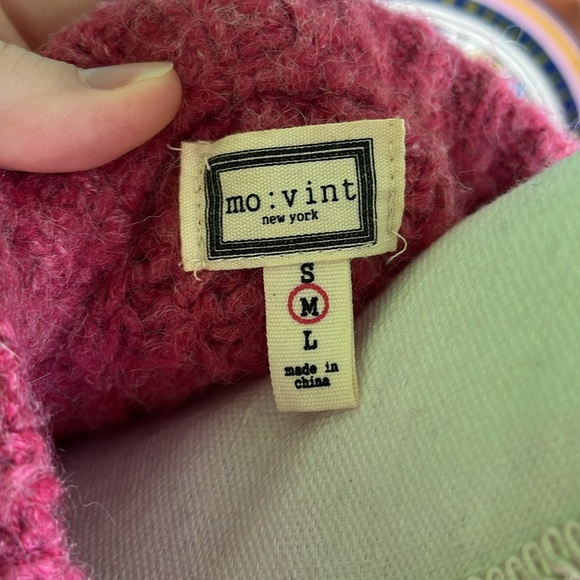 mo:vint
new york
S
M
L
made in
china